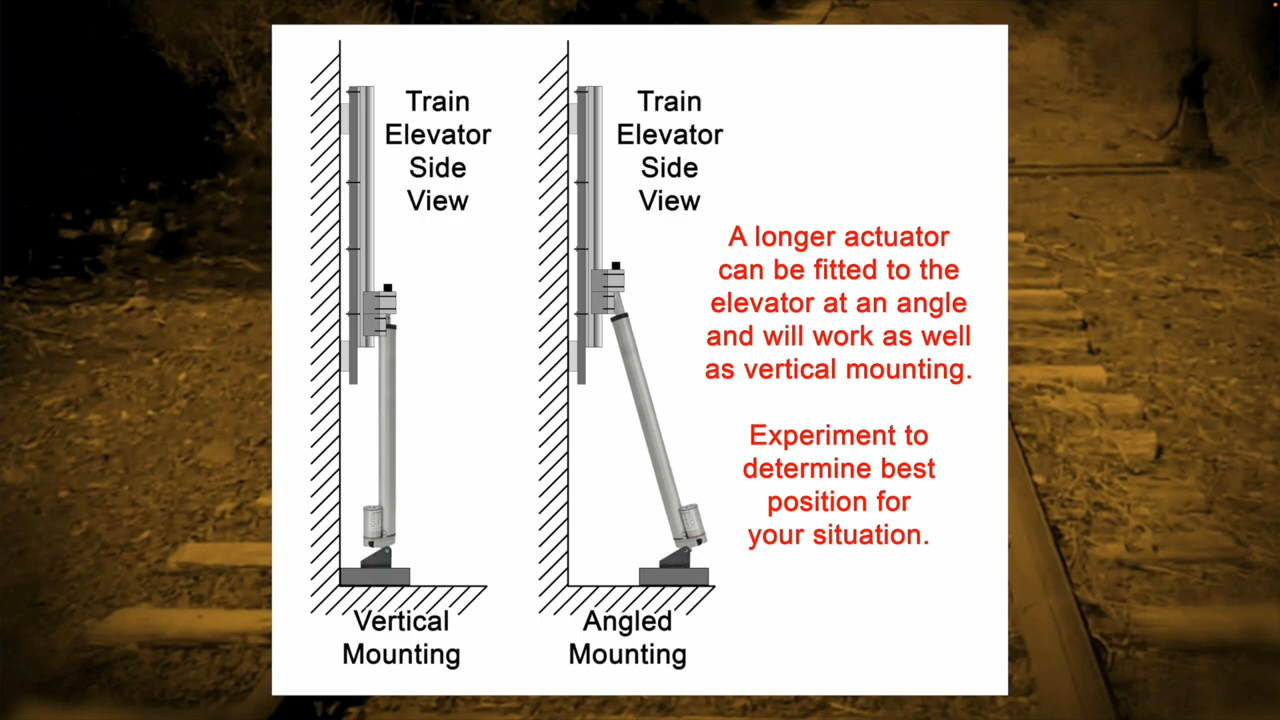 Train
Elevator
Side
View
Train
Elevator
Side
View
A longer actuator
can be fitted to the
elevator at an angle
and will work as well
as vertical mounting.
Experiment to
determine best
position for
your situation.
Vertical
Mounting
Angled
Mounting